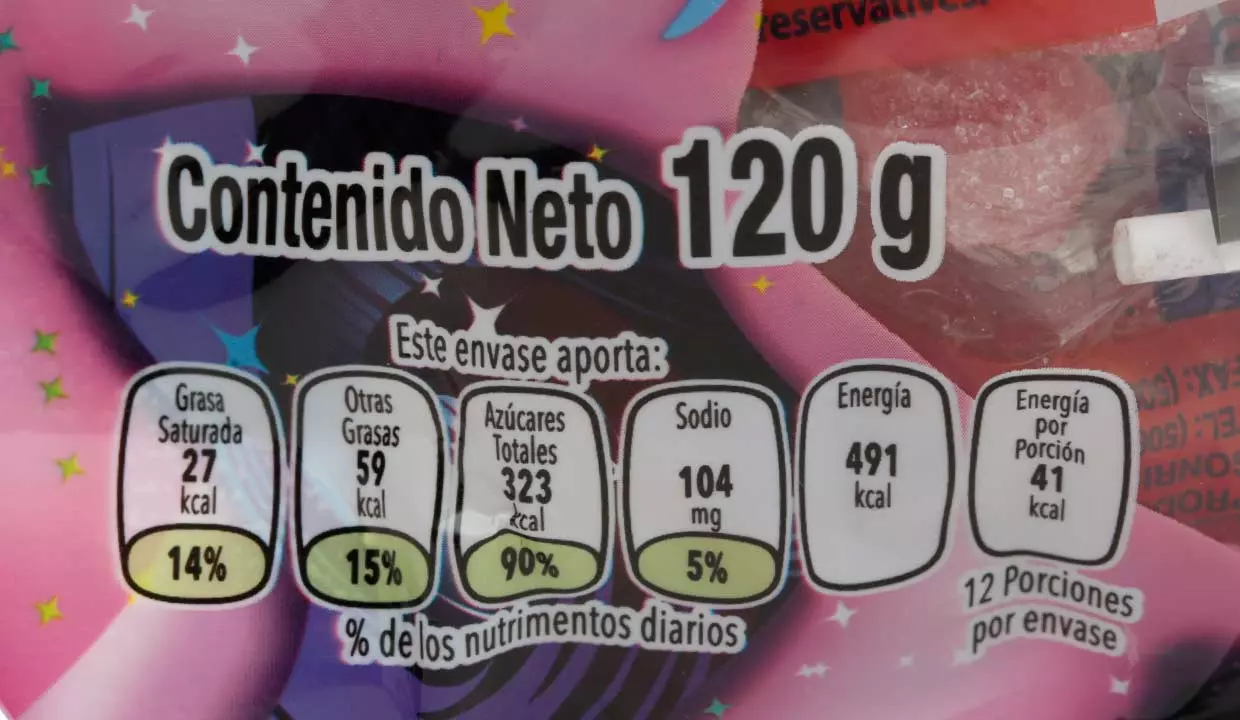 Contenido Neto 120 g
Este envase aporta:
Grasa
Saturada
27
kcal
14%
Otras
Grasas
59
kcal
15%
Azúcares
Totales
323
kcal
90%
Sodio
104
mg
5%
Energía
491
kcal
Energía
por
Porción
41
kcal
% de los nutrimentos diarios
12 Porciones
por envase